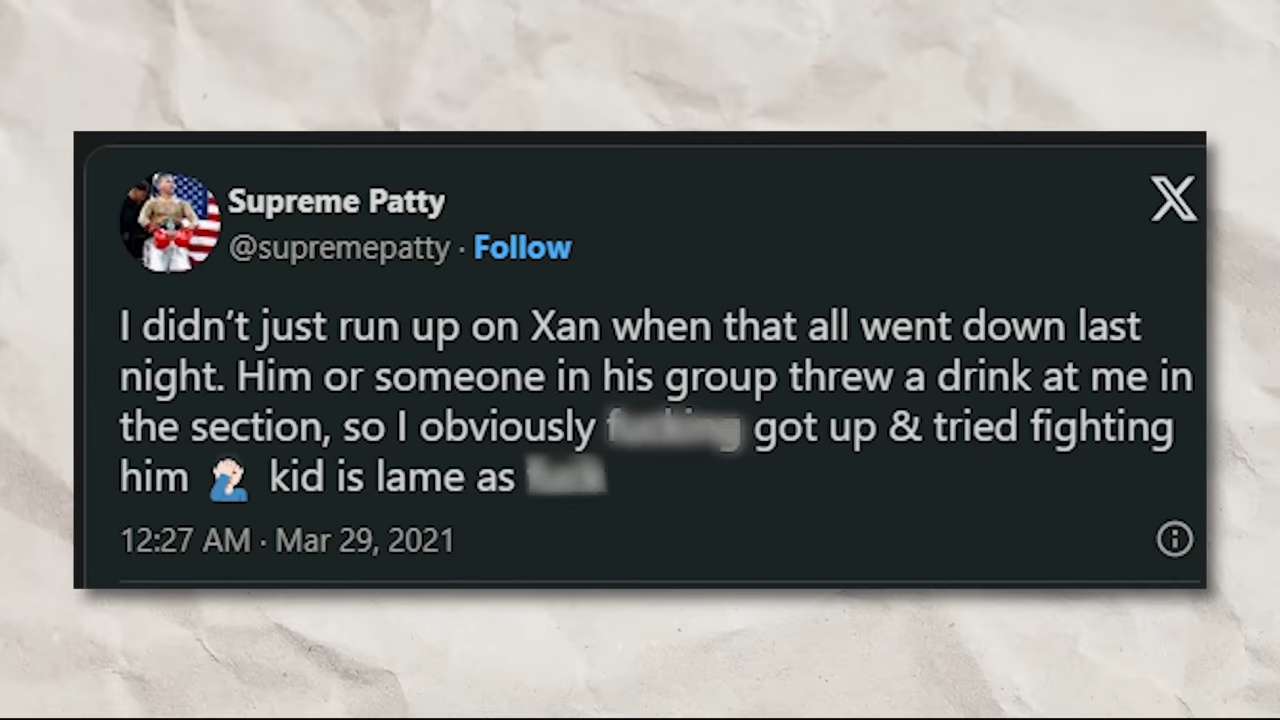 Supreme Patty
@supremepatty · Follow
I didn't just run up on Xan when that all went down last
night. Him or someone in his group threw a drink at me in
the section, so I obviously got up & tried fighting
him 🤦🏻‍♂️ kid is lame as
12:27 AM · Mar 29, 2021